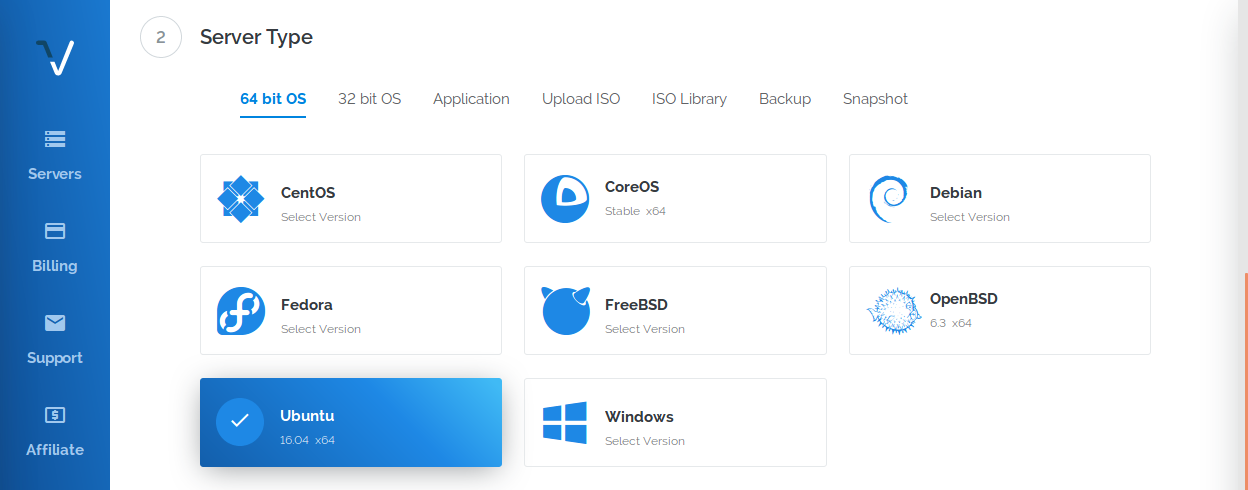 2 Server Type
64 bit OS 32 bit OS Application Upload ISO ISO Library Backup Snapshot
Servers
Billing
Support
Affiliate
CentOS
Select Version
CoreOS
Stable x64
Debian
Select Version
Fedora
Select Version
FreeBSD
Select Version
OpenBSD
6.3 x64
Ubuntu
16.04 x64
Windows
Select Version